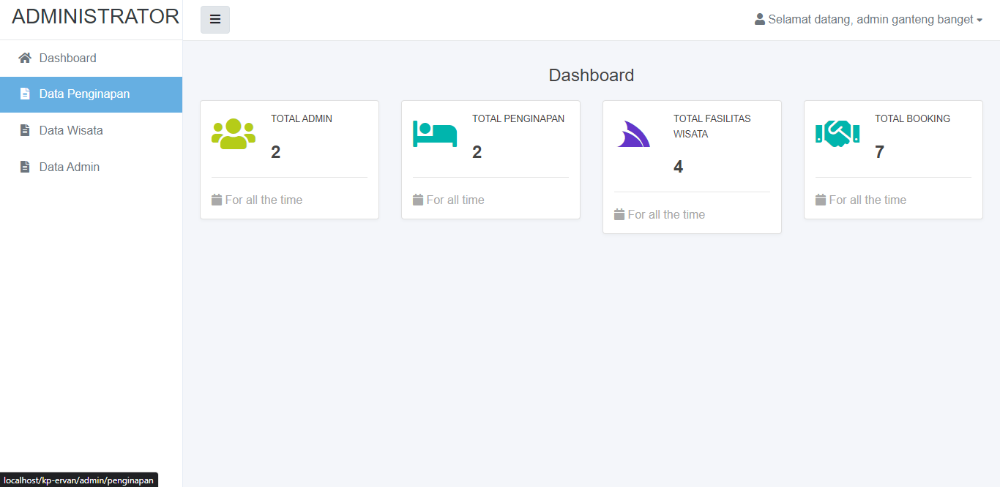 ADMINISTRATOR
Selamat datang, admin ganteng banget
Dashboard
Data Penginapan
Data Wisata
Data Admin
Dashboard
TOTAL ADMIN
2
For all the time
TOTAL PENGINAPAN
2
For all time
TOTAL FASILITAS
WISATA
4
For all the time
TOTAL BOOKING
7
For all the time
localhost/kp-ervan/admin/penginapan